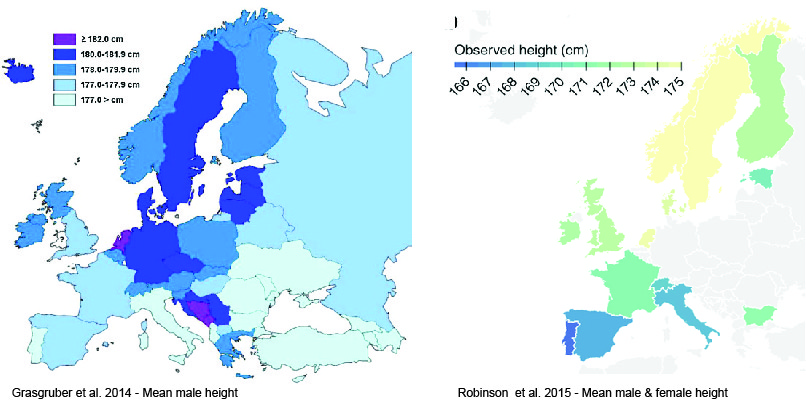 ≥ 182.0 cm
180.0-181.9 cm
178.0-179.9 cm
177.0-177.9 cm
177.0 > cm
?
Grasgruber et al. 2014 - Mean male height
Observed height (cm)
166 167 168 169 170 171 172 173 174 175
Robinson et al. 2015 - Mean male & female height